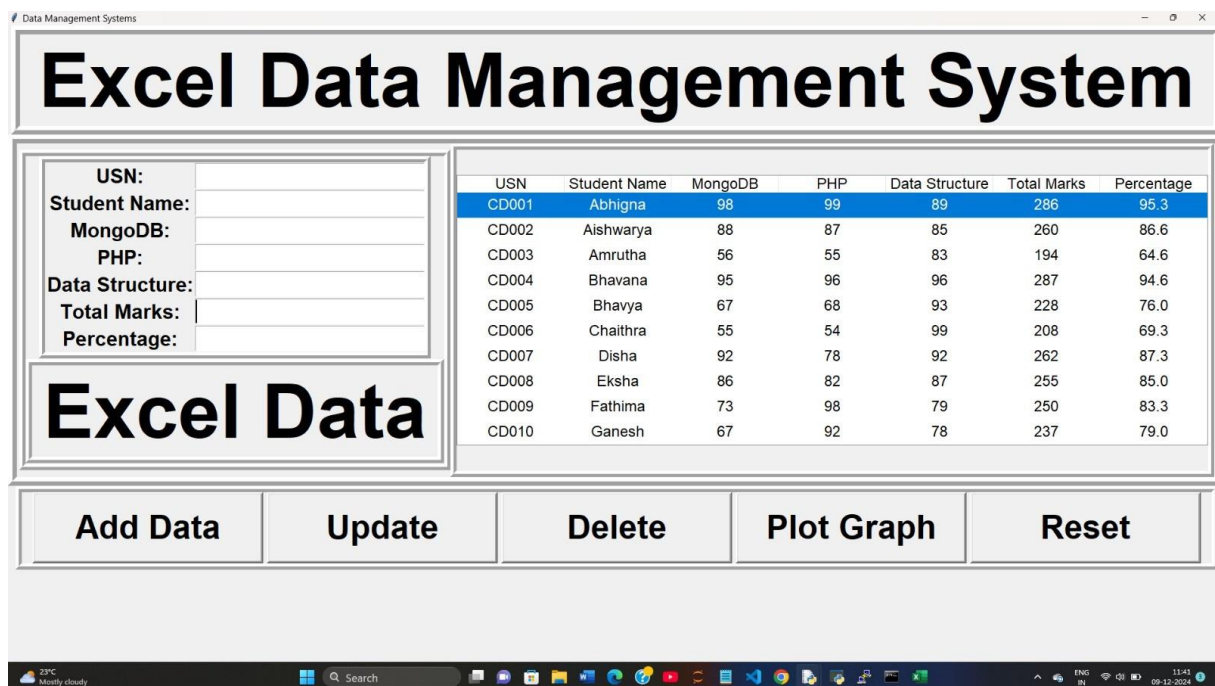 Data Management Systems
Excel Data Management System
USN:
Student Name:
MongoDB:
PHP:
Data Structure:
Total Marks:
Percentage:
Excel Data
USN Student Name MongoDB PHP Data Structure Total Marks Percentage
CD001 Abhigna 98 99 89 286 95.3
CD002 Aishwarya 88 87 85 260 86.6
CD003 Amrutha 56 55 83 194 64.6
CD004 Bhavana 95 96 96 287 94.6
CD005 Bhavya 67 68 93 228 76.0
CD006 Chaithra 55 54 99 208 69.3
CD007 Disha 92 78 92 262 87.3
CD008 Eksha 86 82 87 255 85.0
CD009 Fathima 73 98 79 250 83.3
CD010 Ganesh 67 92 78 237 79.0
Add Data Update Delete Plot Graph Reset
23°C
Mostly cloudy
Search
ENG
IN
11:41
09-12-2024
3